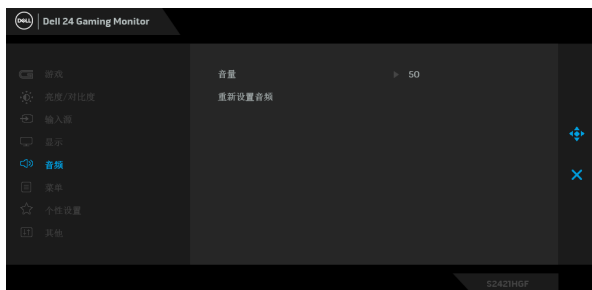 DELL
Dell 24 Gaming Monitor
游戏
音量 50
亮度/对比度
重新设置音频
输入源
显示
音频
菜单
个性设置
其他
S2421HGF